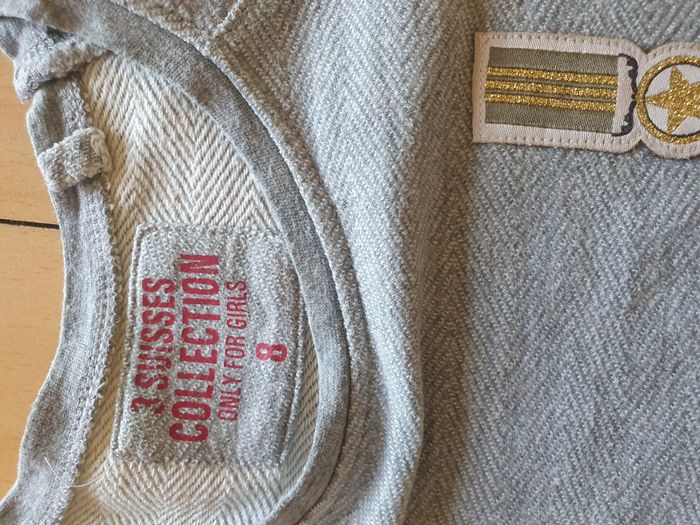 3 SUISSES
COLLECTION
ONLY FOR GIRLS
8